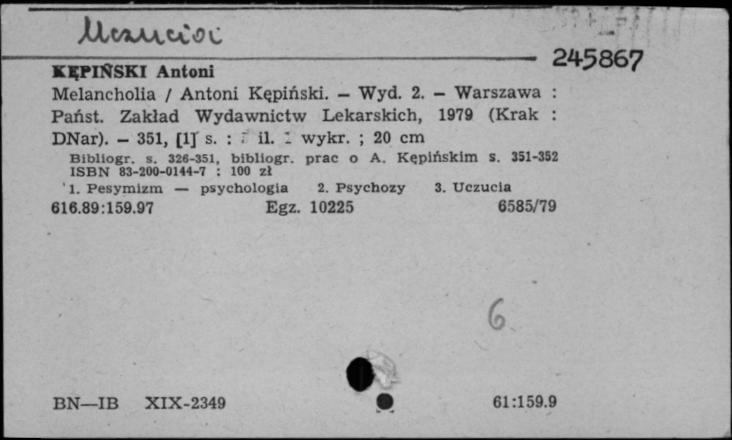 Uczucia
245867
KĘPIŃSKI Antoni
Melancholia / Antoni Kępiński. — Wyd. 2. — Warszawa :
Państ. Zakład Wydawnictw Lekarskich, 1979 (Krak :
DNar). — 351, [1] s. : il. wykr. ; 20 cm
Bibliogr. s. 326-351, bibliogr. prac o A. Kępińskim s. 351-352
ISBN 83-200-0144-7 : 100 zł
1. Pesymizm — psychologia 2. Psychozy 3. Uczucia
616.89:159.97 Egz. 10225 6585/79
6
BN—IB XIX-2349 61:159.9